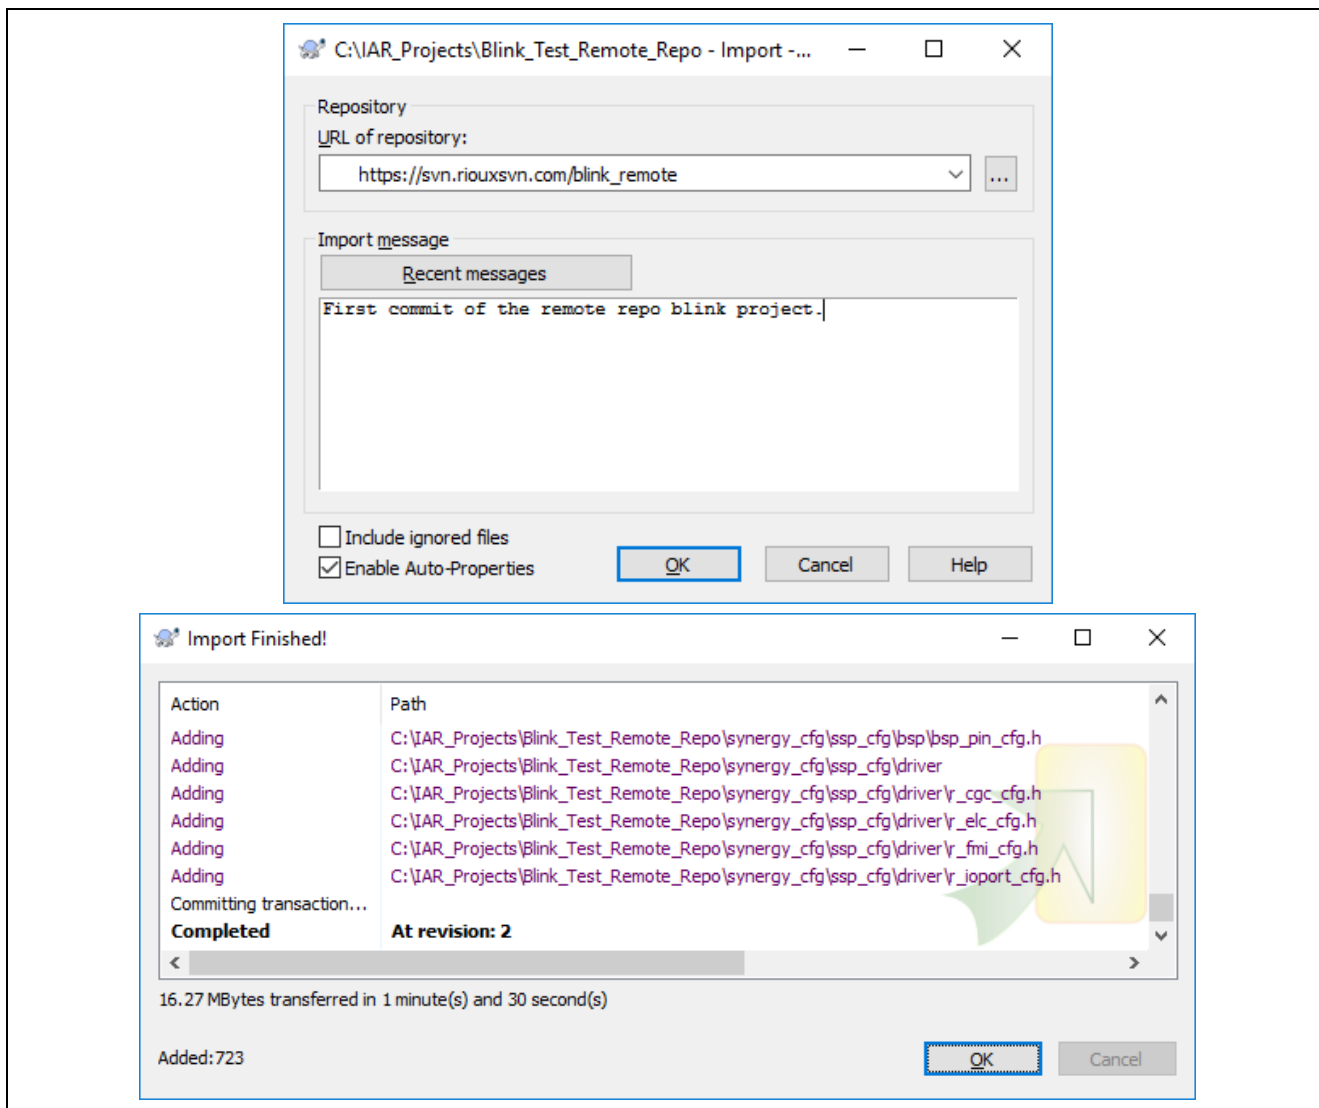 C:\IAR_Projects\Blink_Test_Remote_Repo - Import -...
Repository
URL of repository:
https://svn.riouxsvn.com/blink_remote
...
Import message
Recent messages
First commit of the remote repo blink project.
Include ignored files
Enable Auto-Properties
OK
Cancel
Help
Import Finished!
Action Path
Adding C:\IAR_Projects\Blink_Test_Remote_Repo\synergy_cfg\ssp_cfg\bsp\bsp_pin_cfg.h
Adding C:\IAR_Projects\Blink_Test_Remote_Repo\synergy_cfg\ssp_cfg\driver
Adding C:\IAR_Projects\Blink_Test_Remote_Repo\synergy_cfg\ssp_cfg\driver\r_cgc_cfg.h
Adding C:\IAR_Projects\Blink_Test_Remote_Repo\synergy_cfg\ssp_cfg\driver\r_elc_cfg.h
Adding C:\IAR_Projects\Blink_Test_Remote_Repo\synergy_cfg\ssp_cfg\driver\r_fmi_cfg.h
Adding C:\IAR_Projects\Blink_Test_Remote_Repo\synergy_cfg\ssp_cfg\driver\r_ioport_cfg.h
Committing transaction...
Completed At revision: 2
16.27 MBytes transferred in 1 minute(s) and 30 second(s)
Added:723
OK
Cancel